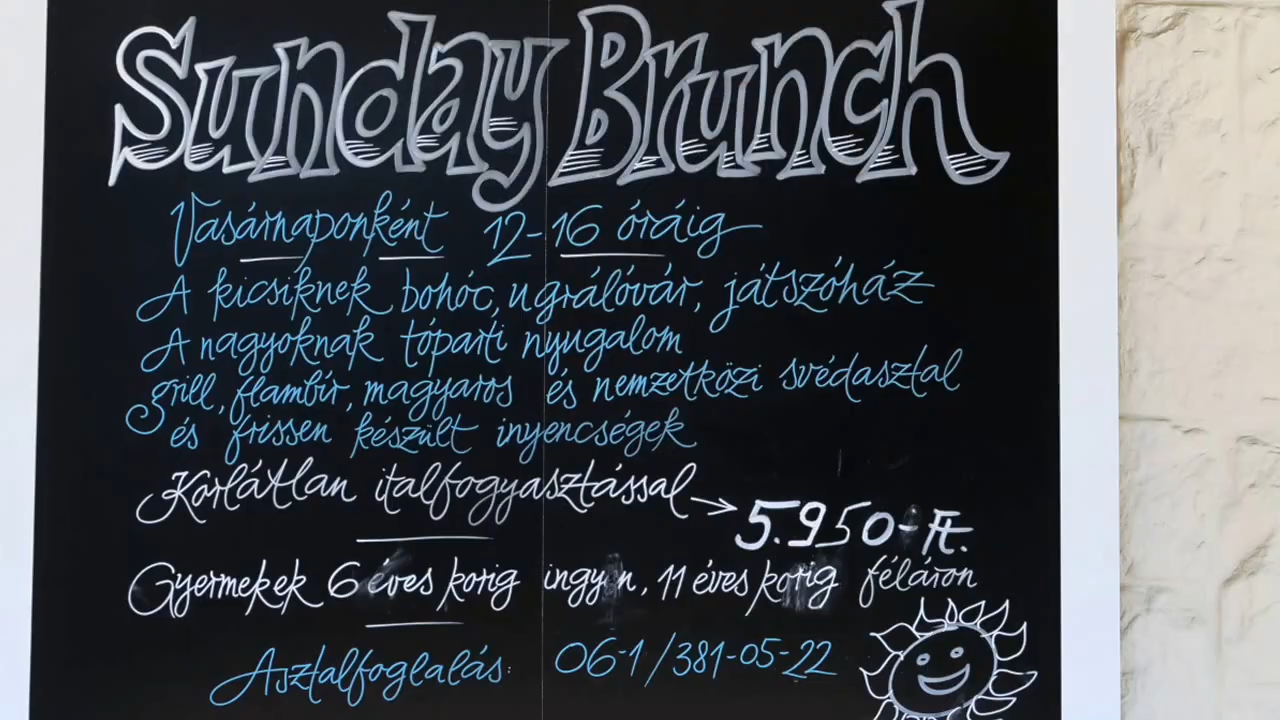 Sunday Brunch
Vasárnaponként 12-16 óráig
A kicsiknek bohóc, ugrálóvár, játszóház
A nagyoknak tóparti nyugalom
grill, flambír, magyaros és nemzetközi svédasztal
és frissen készült inyencségek
Korlátlan italfogyasztással → 5.950-Ft.
Gyermekek 6 éves korig ingyen, 11 éves korig féláron
Asztalfoglalás: 06-1/381-05-22